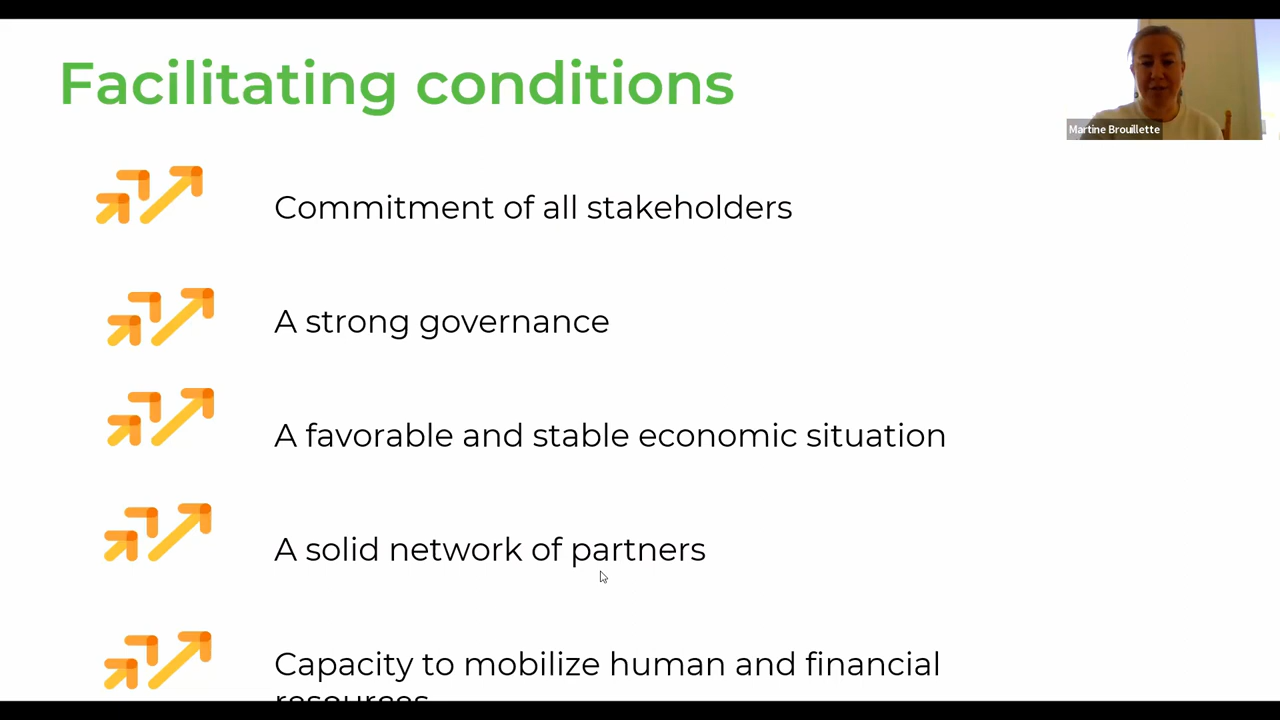 Facilitating conditions
Martine Brouillette
Commitment of all stakeholders
A strong governance
A favorable and stable economic situation
A solid network of partners
Capacity to mobilize human and financial
resources